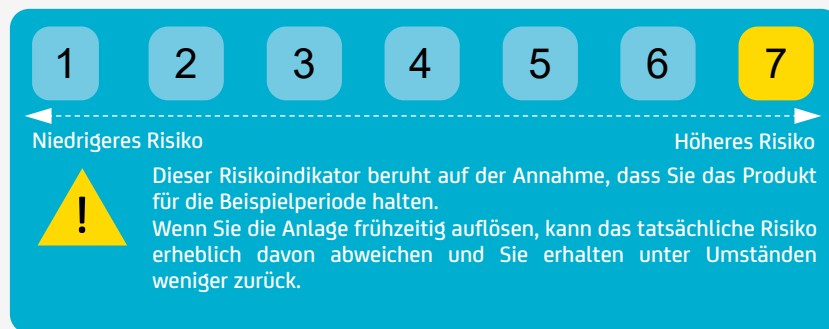 1 2 3 4 5 6 7
Niedrigeres Risiko Höheres Risiko
!
Dieser Risikoindikator beruht auf der Annahme, dass Sie das Produkt
für die Beispielperiode halten.
Wenn Sie die Anlage frühzeitig auflösen, kann das tatsächliche Risiko
erheblich davon abweichen und Sie erhalten unter Umständen
weniger zurück.